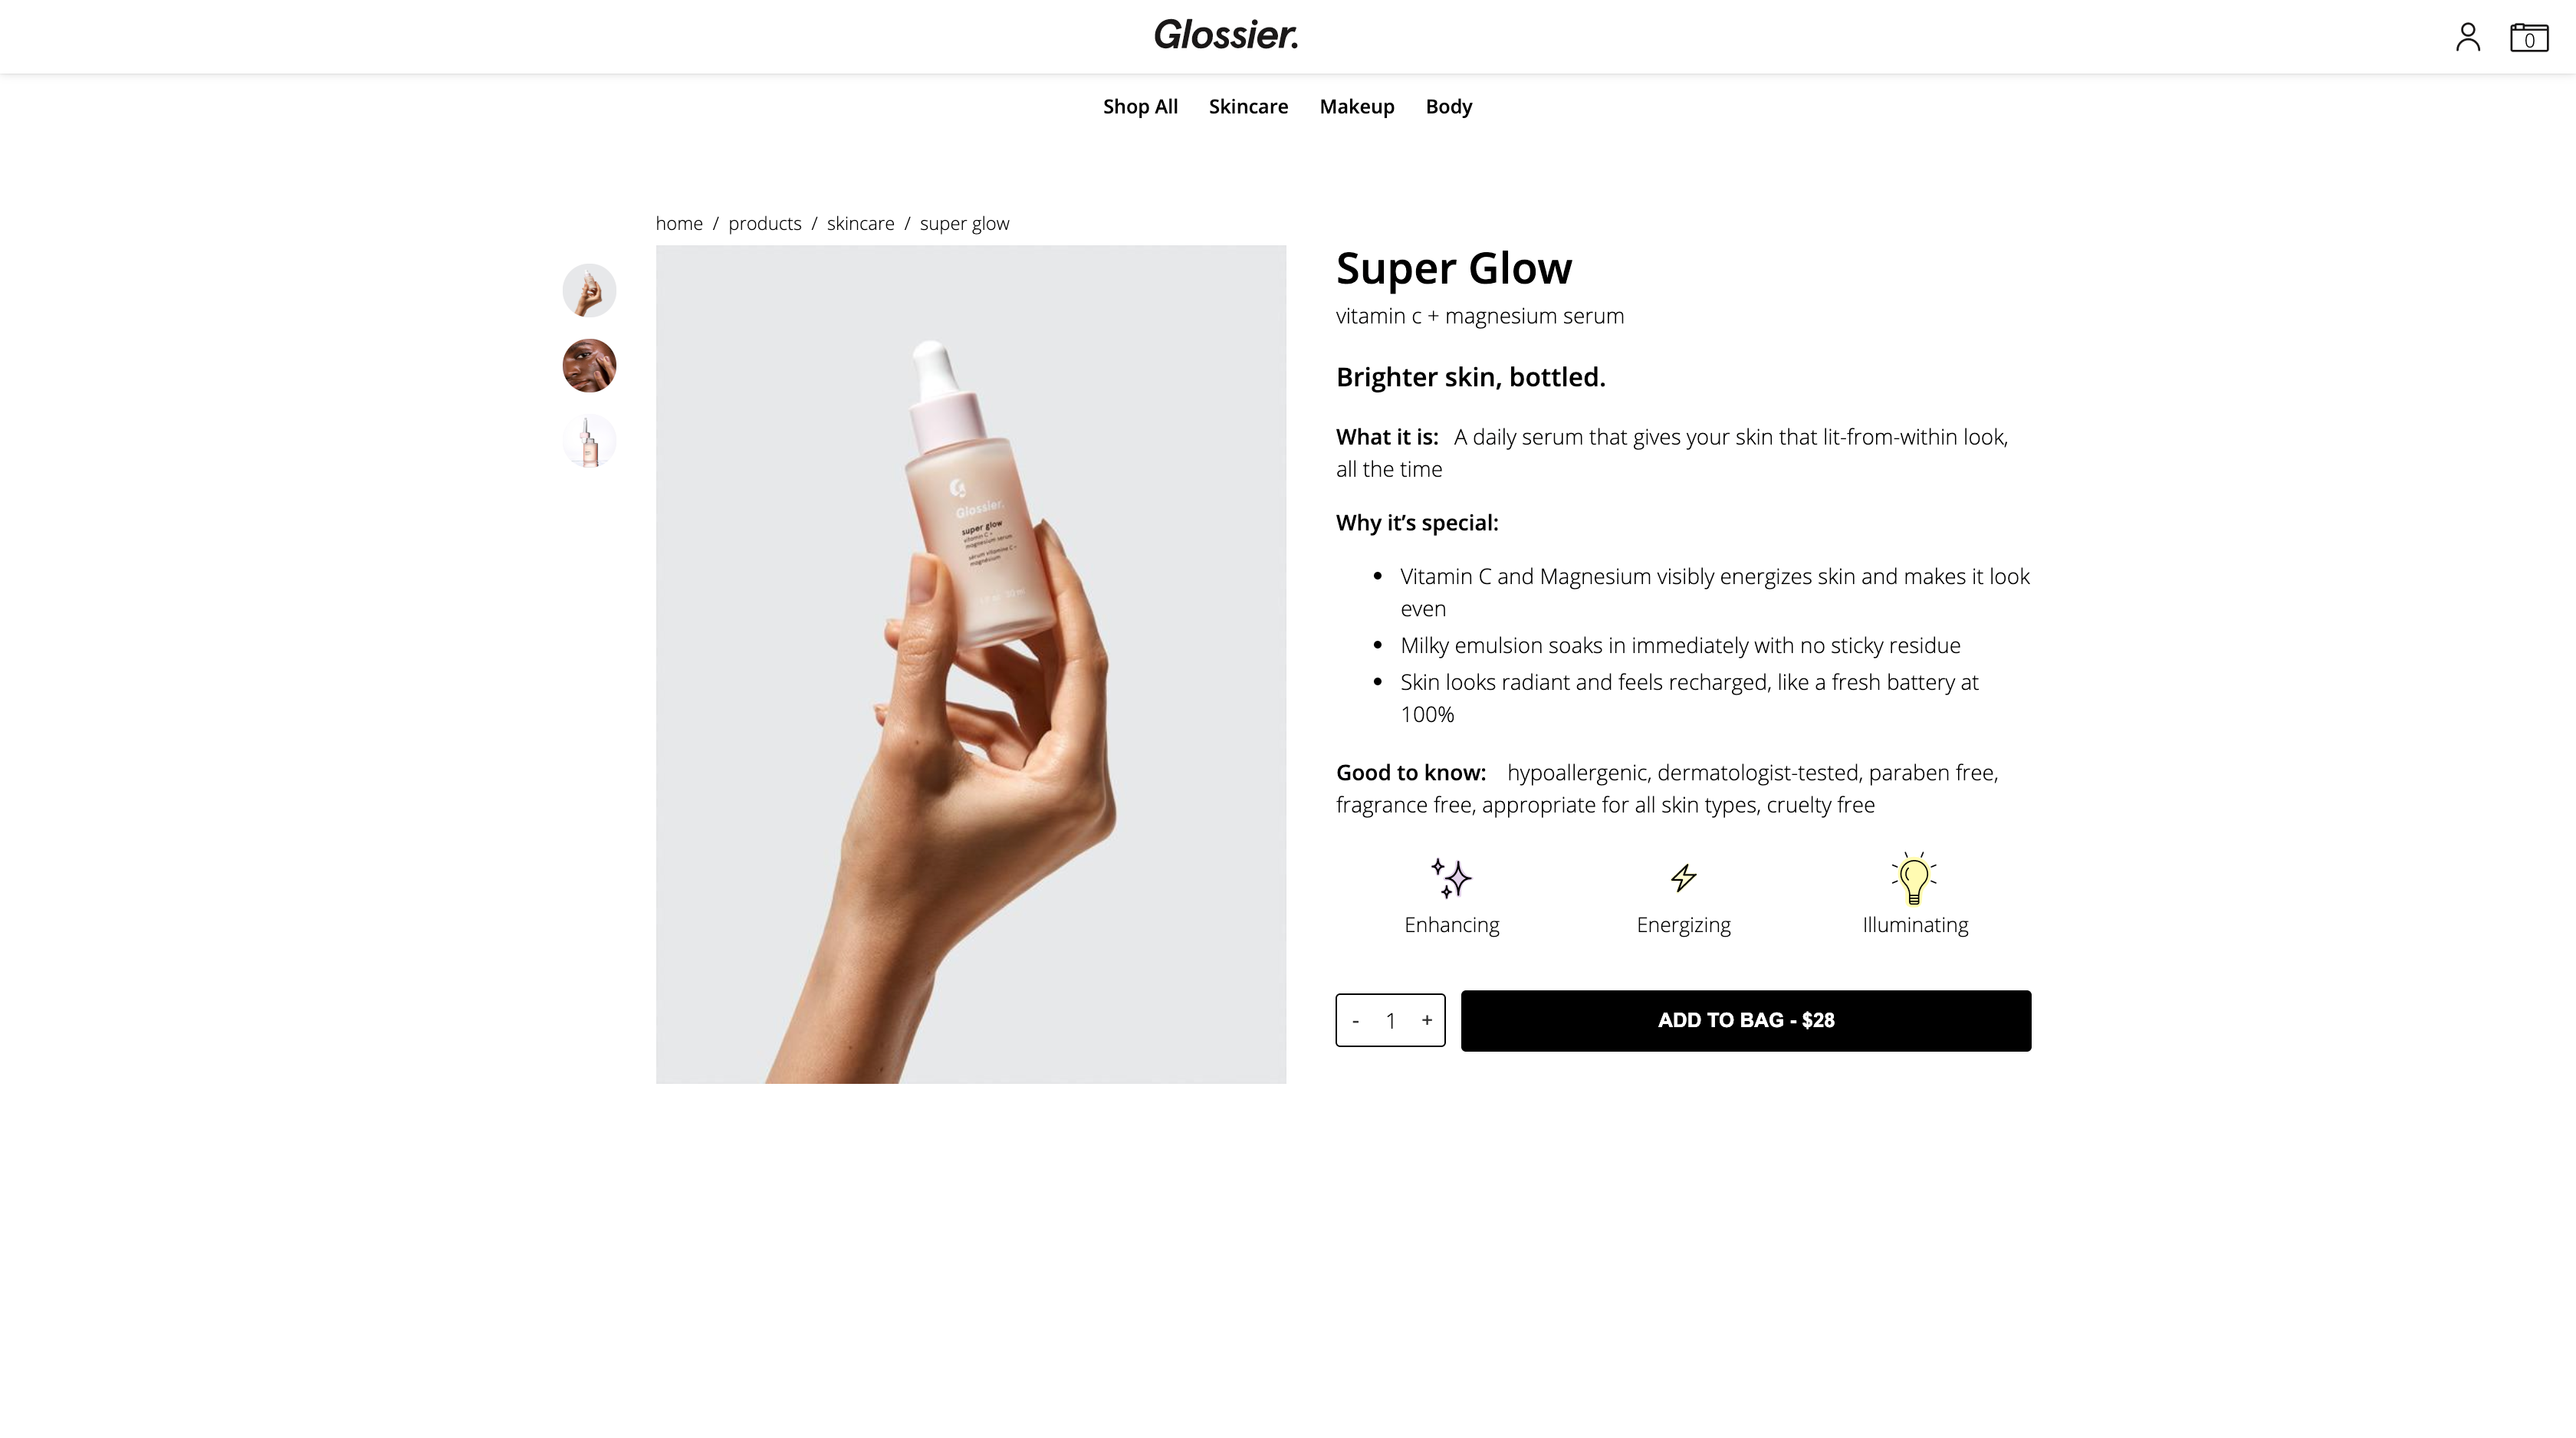 Glossier.
0
Shop All Skincare Makeup Body
home / products / skincare / super glow
Glossier.
super glow
vitamin C +
magnesium serum
sérum vitamine C +
magnésium
Super Glow
vitamin c + magnesium serum
Brighter skin, bottled.
What it is: A daily serum that gives your skin that lit-from-within look,
all the time
Why it’s special:
• Vitamin C and Magnesium visibly energizes skin and makes it look
even
• Milky emulsion soaks in immediately with no sticky residue
• Skin looks radiant and feels recharged, like a fresh battery at
100%
Good to know: hypoallergenic, dermatologist-tested, paraben free,
fragrance free, appropriate for all skin types, cruelty free
Enhancing Energizing Illuminating
- 1 +
ADD TO BAG - $28